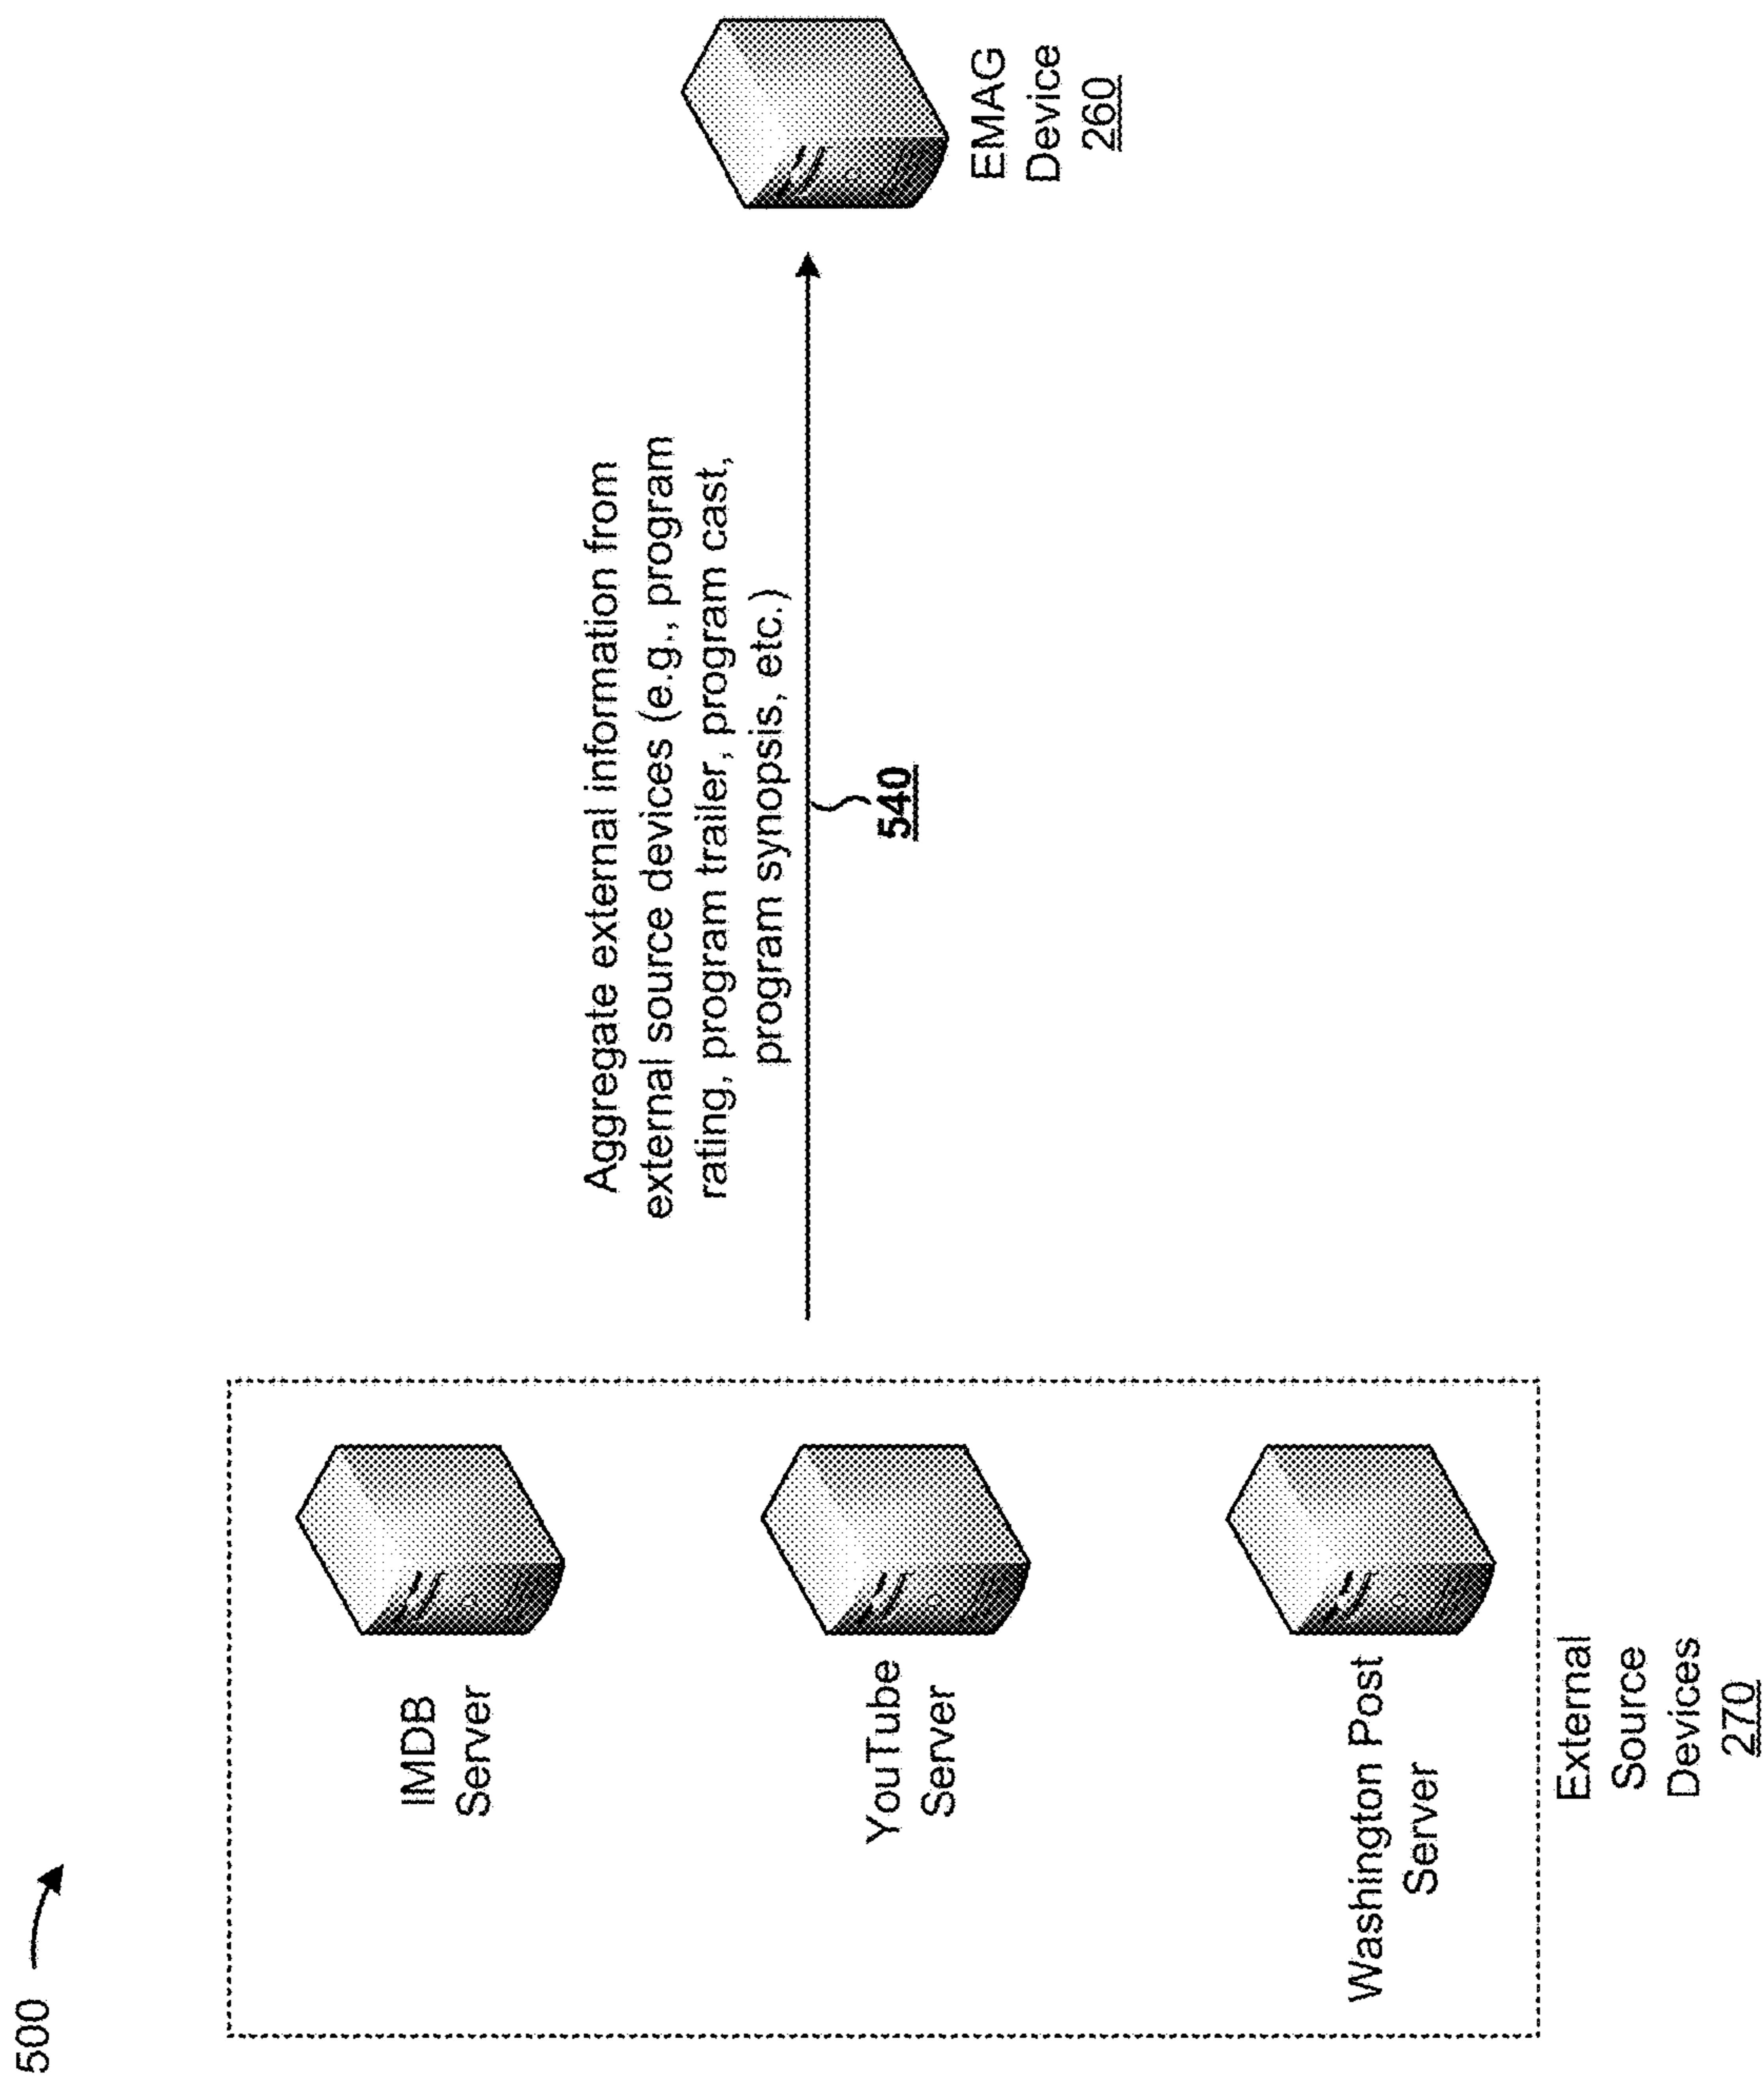 500
IMDB
Server
YouTube
Server
Washington Post
Server
External
Source
Devices
270
Aggregate external information from
external source devices (e.g., program
rating, program trailer, program cast,
program synopsis, etc.)
540
EMAG
Device
260